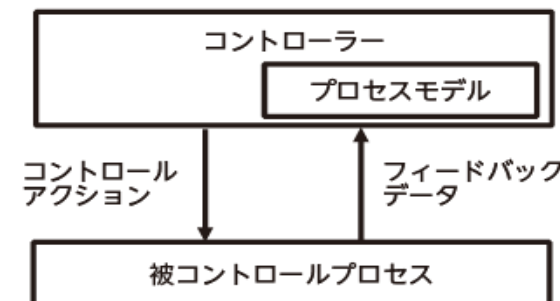 コントローラー
プロセスモデル
コントロール
アクション
フィードバック
データ
被コントロールプロセス